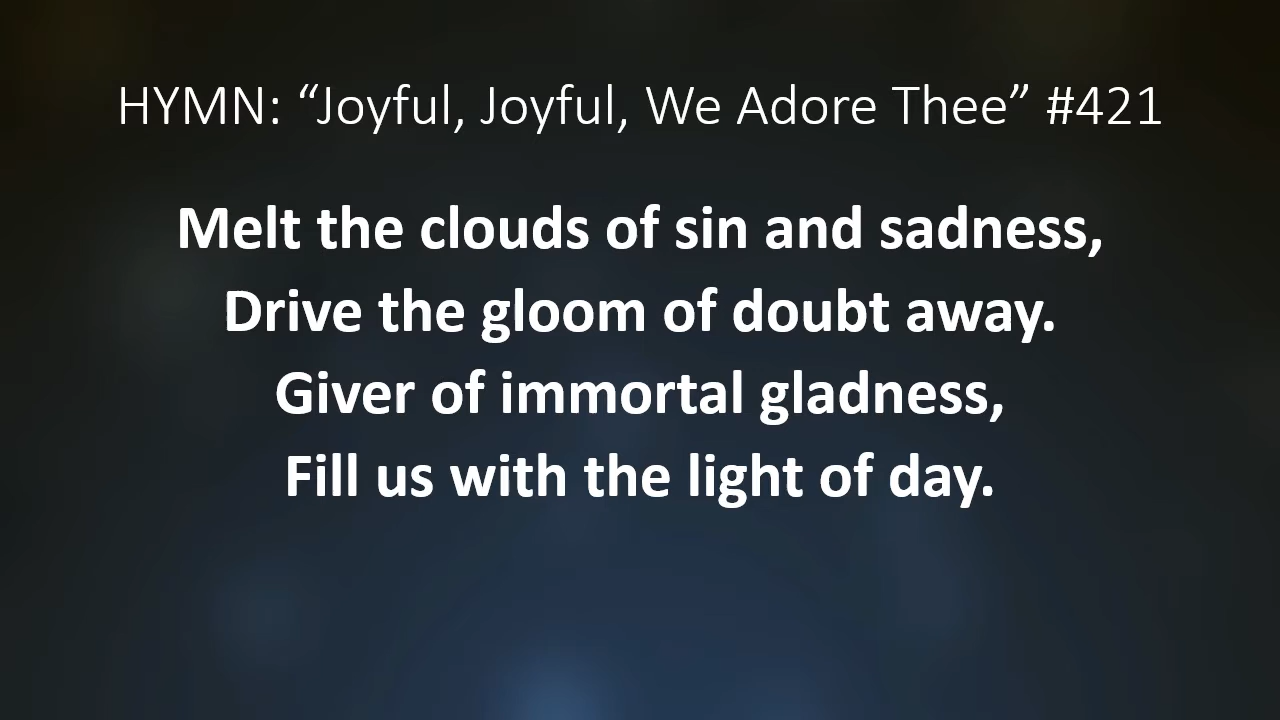 HYMN: “Joyful, Joyful, We Adore Thee” #421
Melt the clouds of sin and sadness,
Drive the gloom of doubt away.
Giver of immortal gladness,
Fill us with the light of day.